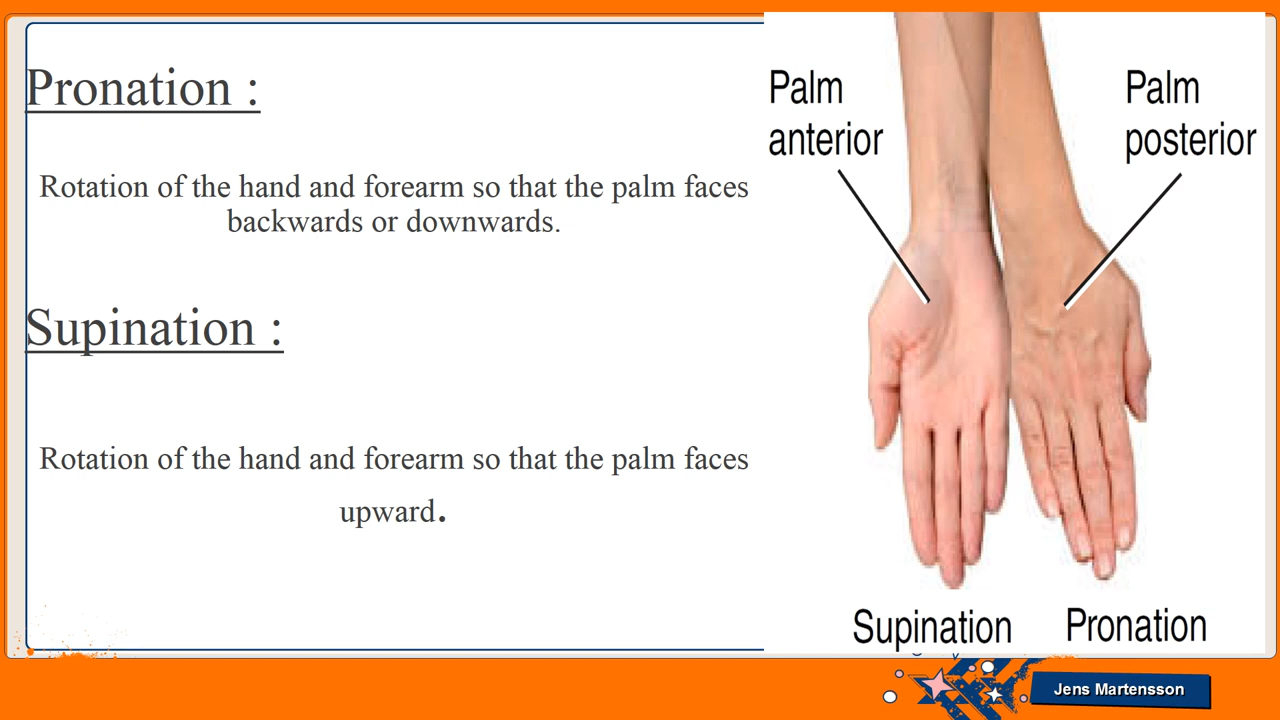 Pronation :
Rotation of the hand and forearm so that the palm faces
backwards or downwards.
Supination :
Rotation of the hand and forearm so that the palm faces
upward.
Palm
anterior
Palm
posterior
Supination
Pronation
Jens Martensson